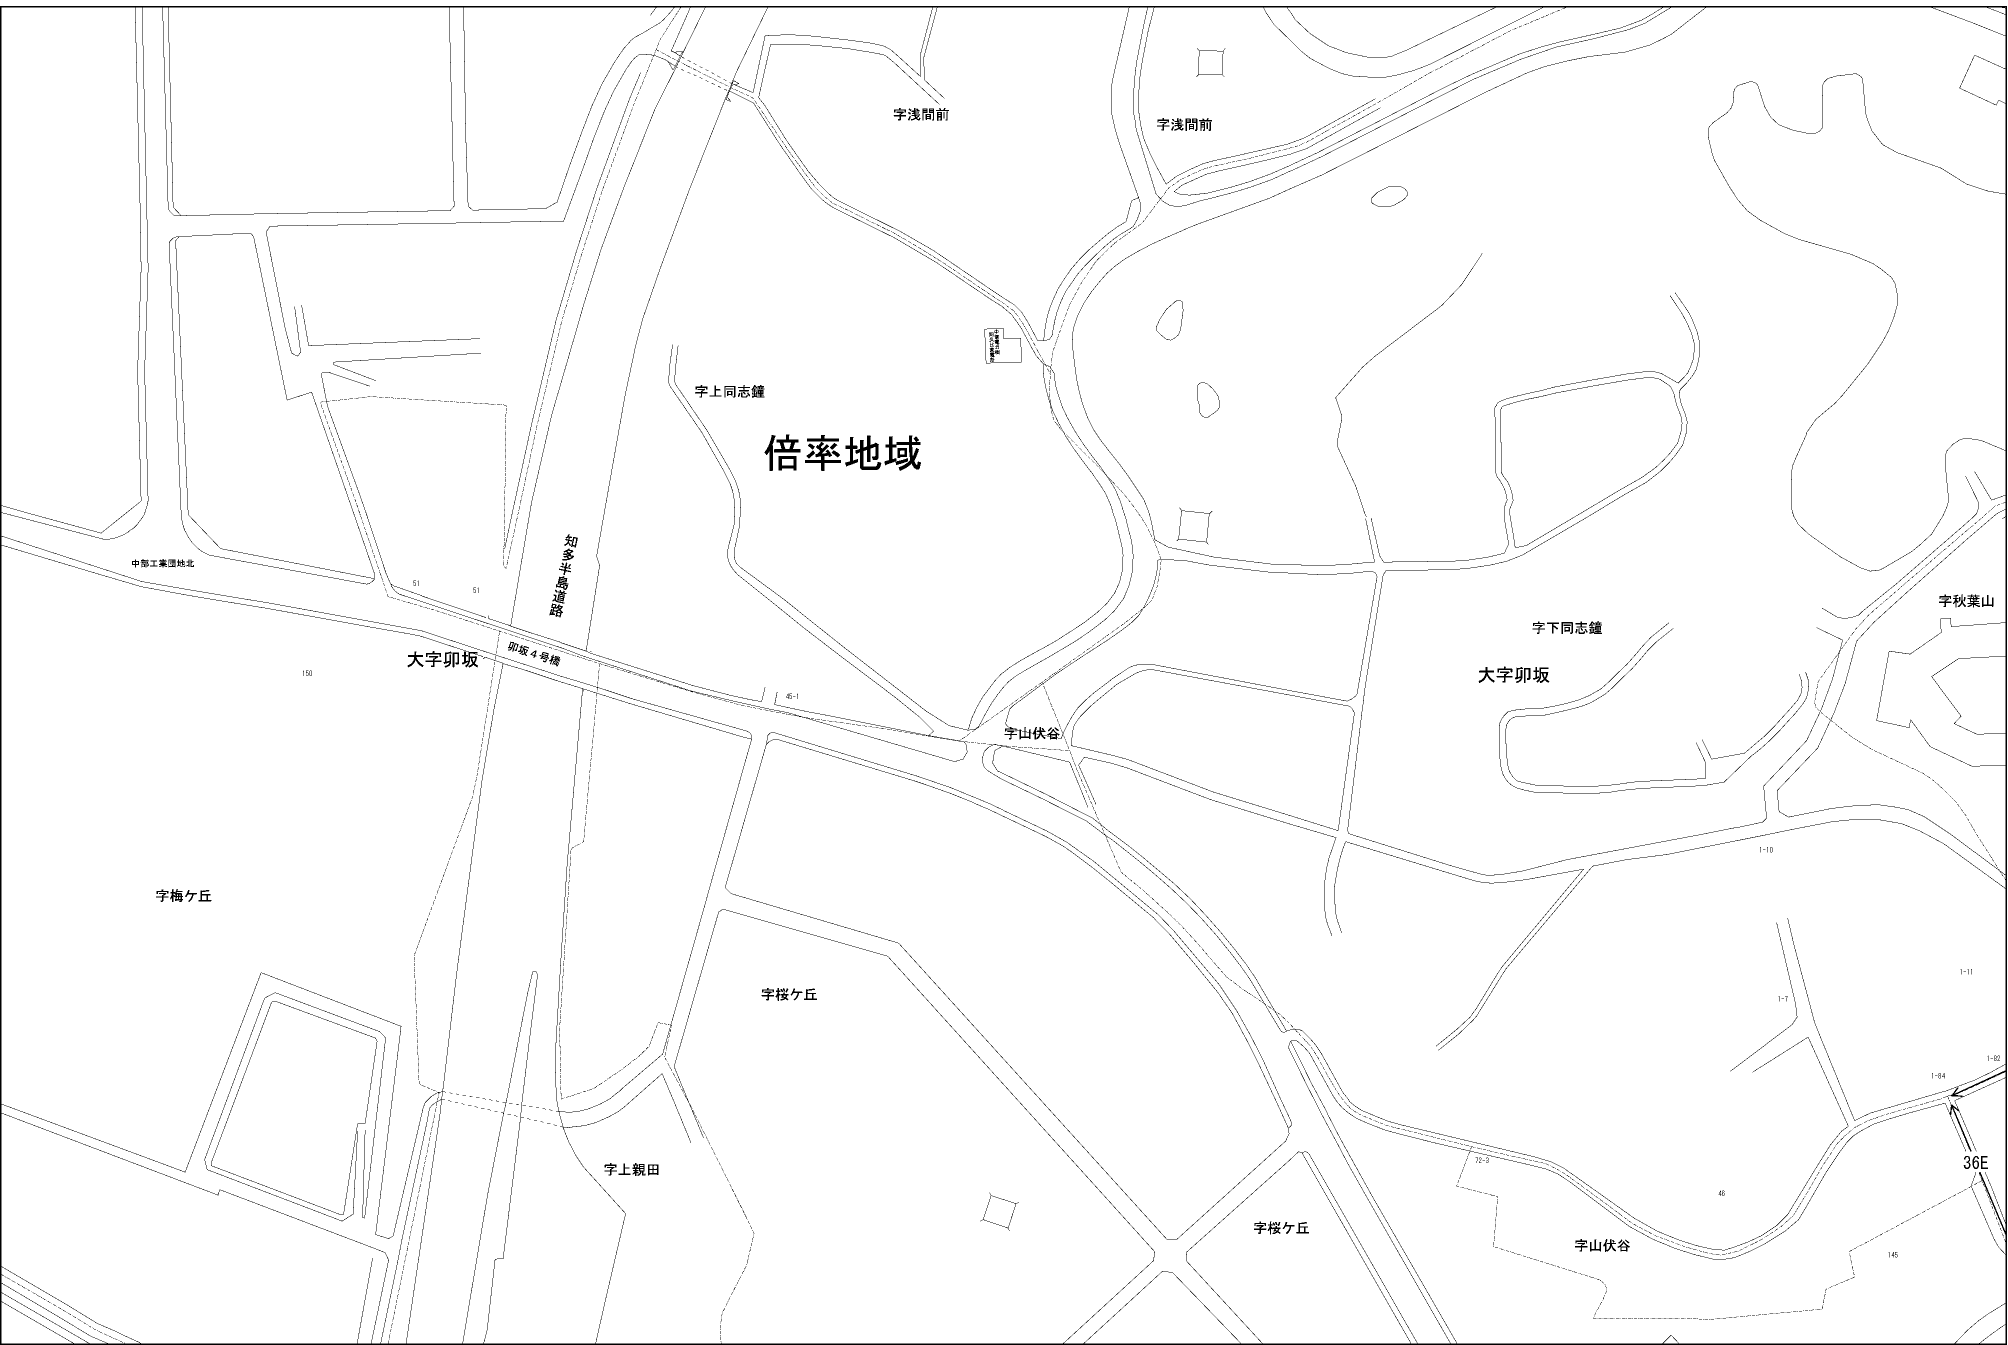 字浅間前
字浅間前
字上同志鐘
倍率地域
知多半島道路
中部工業団地北
51
51
卯坂４号橋
大字卯坂
150
45-1
字山伏谷
字秋葉山
字下同志鐘
大字卯坂
1-10
字梅ケ丘
字桜ケ丘
1-11
1-7
1-82
1-84
字上親田
72-3
36E
46
字桜ケ丘
字山伏谷
145